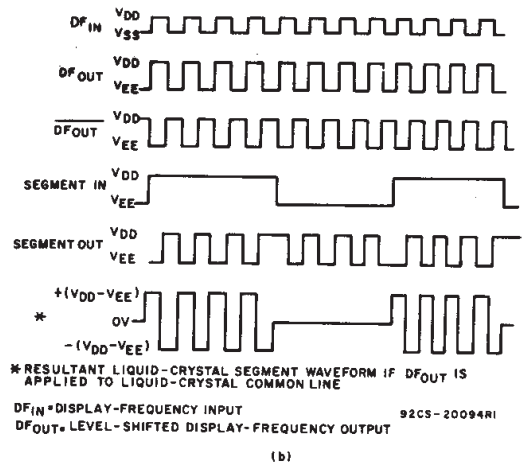 DFIN VDD
VSS
DFOUT VDD
VEE
DFOUT VDD
VEE
SEGMENT IN VDD
VEE
SEGMENT OUT VDD
VEE
+(VDD-VEE)
* OV
-(VDD-VEE)
*RESULTANT LIQUID-CRYSTAL SEGMENT WAVEFORM IF DFOUT IS
APPLIED TO LIQUID-CRYSTAL COMMON LINE
DFIN=DISPLAY-FREQUENCY INPUT
92CS-20094R1
DFOUT= LEVEL-SHIFTED DISPLAY-FREQUENCY OUTPUT
(b)